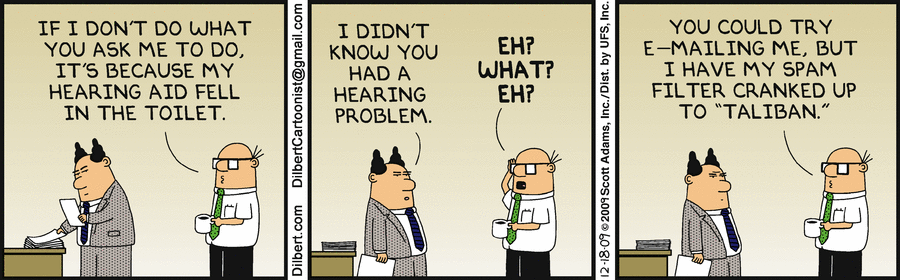 IF I DON'T DO WHAT
YOU ASK ME TO DO,
IT'S BECAUSE MY
HEARING AID FELL
IN THE TOILET.
Dilbert.com DilbertCartoonist@gmail.com
I DIDN'T
KNOW YOU
HAD A
HEARING
PROBLEM.
EH?
WHAT?
EH?
12-18-09 © 2009 Scott Adams, Inc./Dist. by UFS, Inc.
YOU COULD TRY
E-MAILING ME, BUT
I HAVE MY SPAM
FILTER CRANKED UP
TO "TALIBAN."